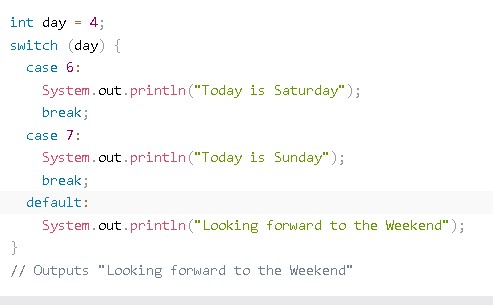 int day = 4;
switch (day) {
  case 6:
    System.out.println("Today is Saturday");
    break;
  case 7:
    System.out.println("Today is Sunday");
    break;
  default:
    System.out.println("Looking forward to the Weekend");
}
// Outputs "Looking forward to the Weekend"